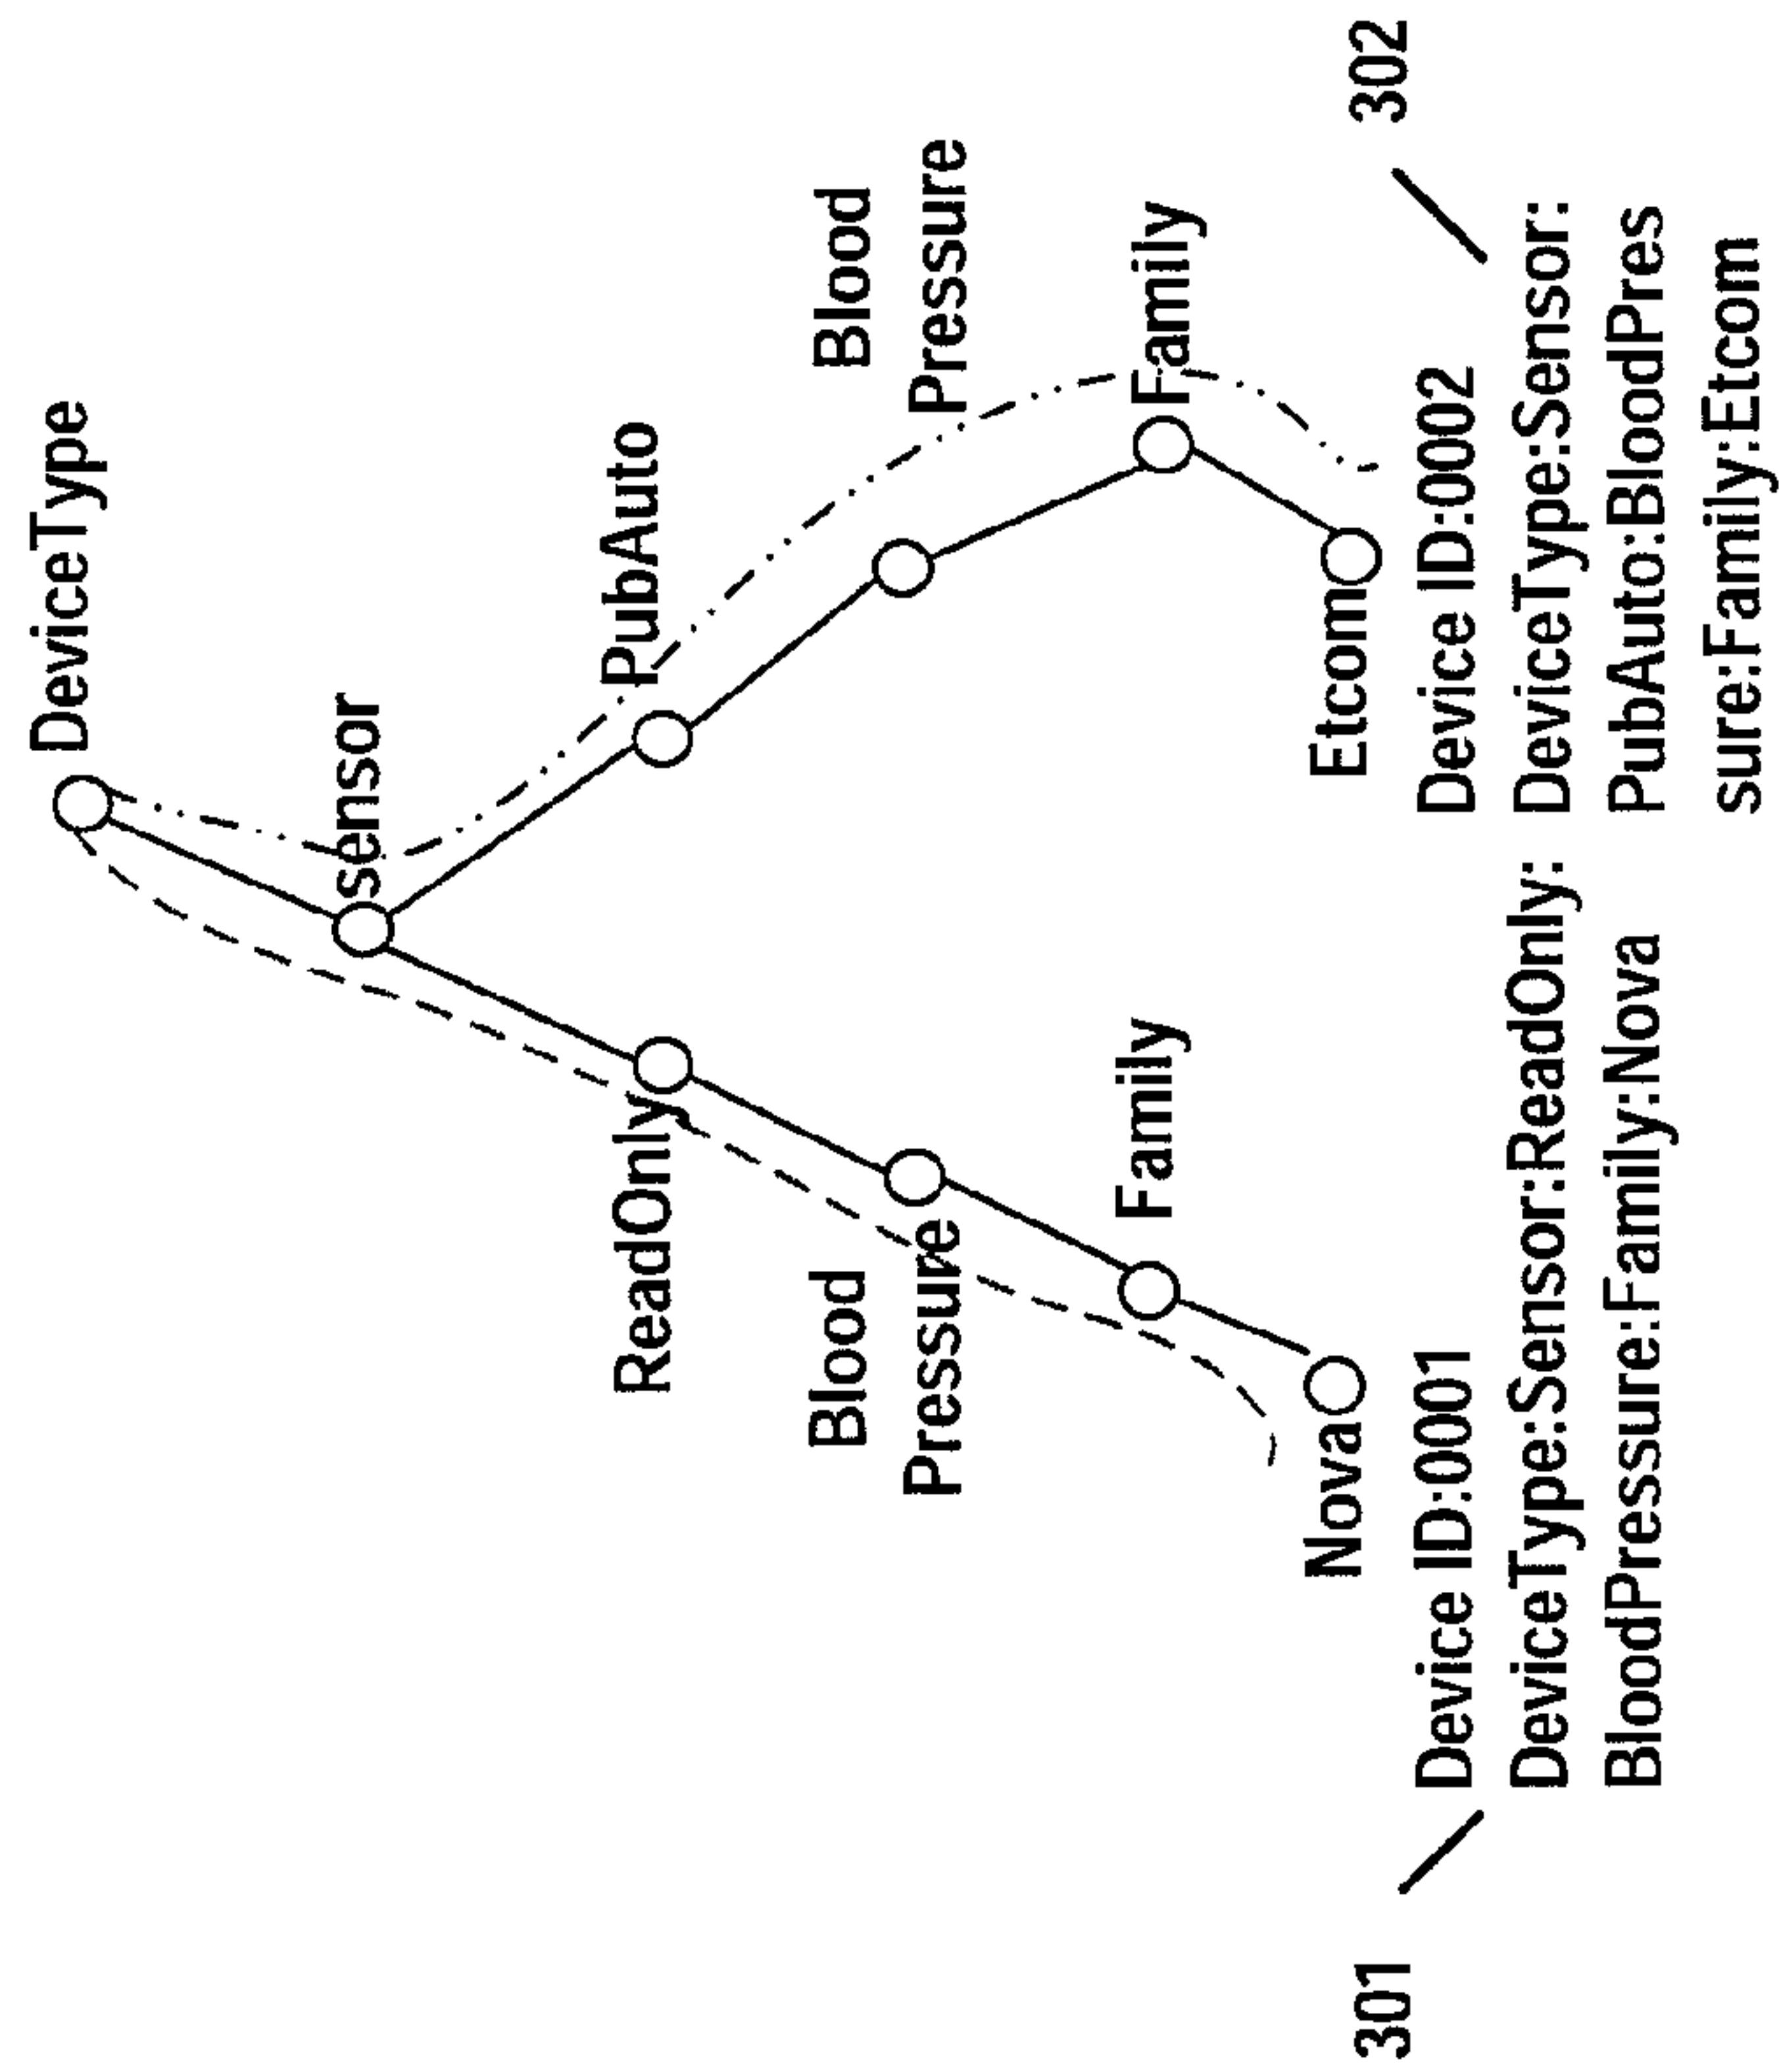 DeviceType
sensor
ReadOnly
PubAuto
Blood
Pressure
Blood
Pressure
Family
Family
Nova
Etcom
301
302
Device ID:0001
DeviceType:Sensor:ReadOnly:
BloodPressure:Family:Nova
Device ID:0002
DeviceType:Sensor:
PubAuto:BloodPres
sure:Family:Etcom